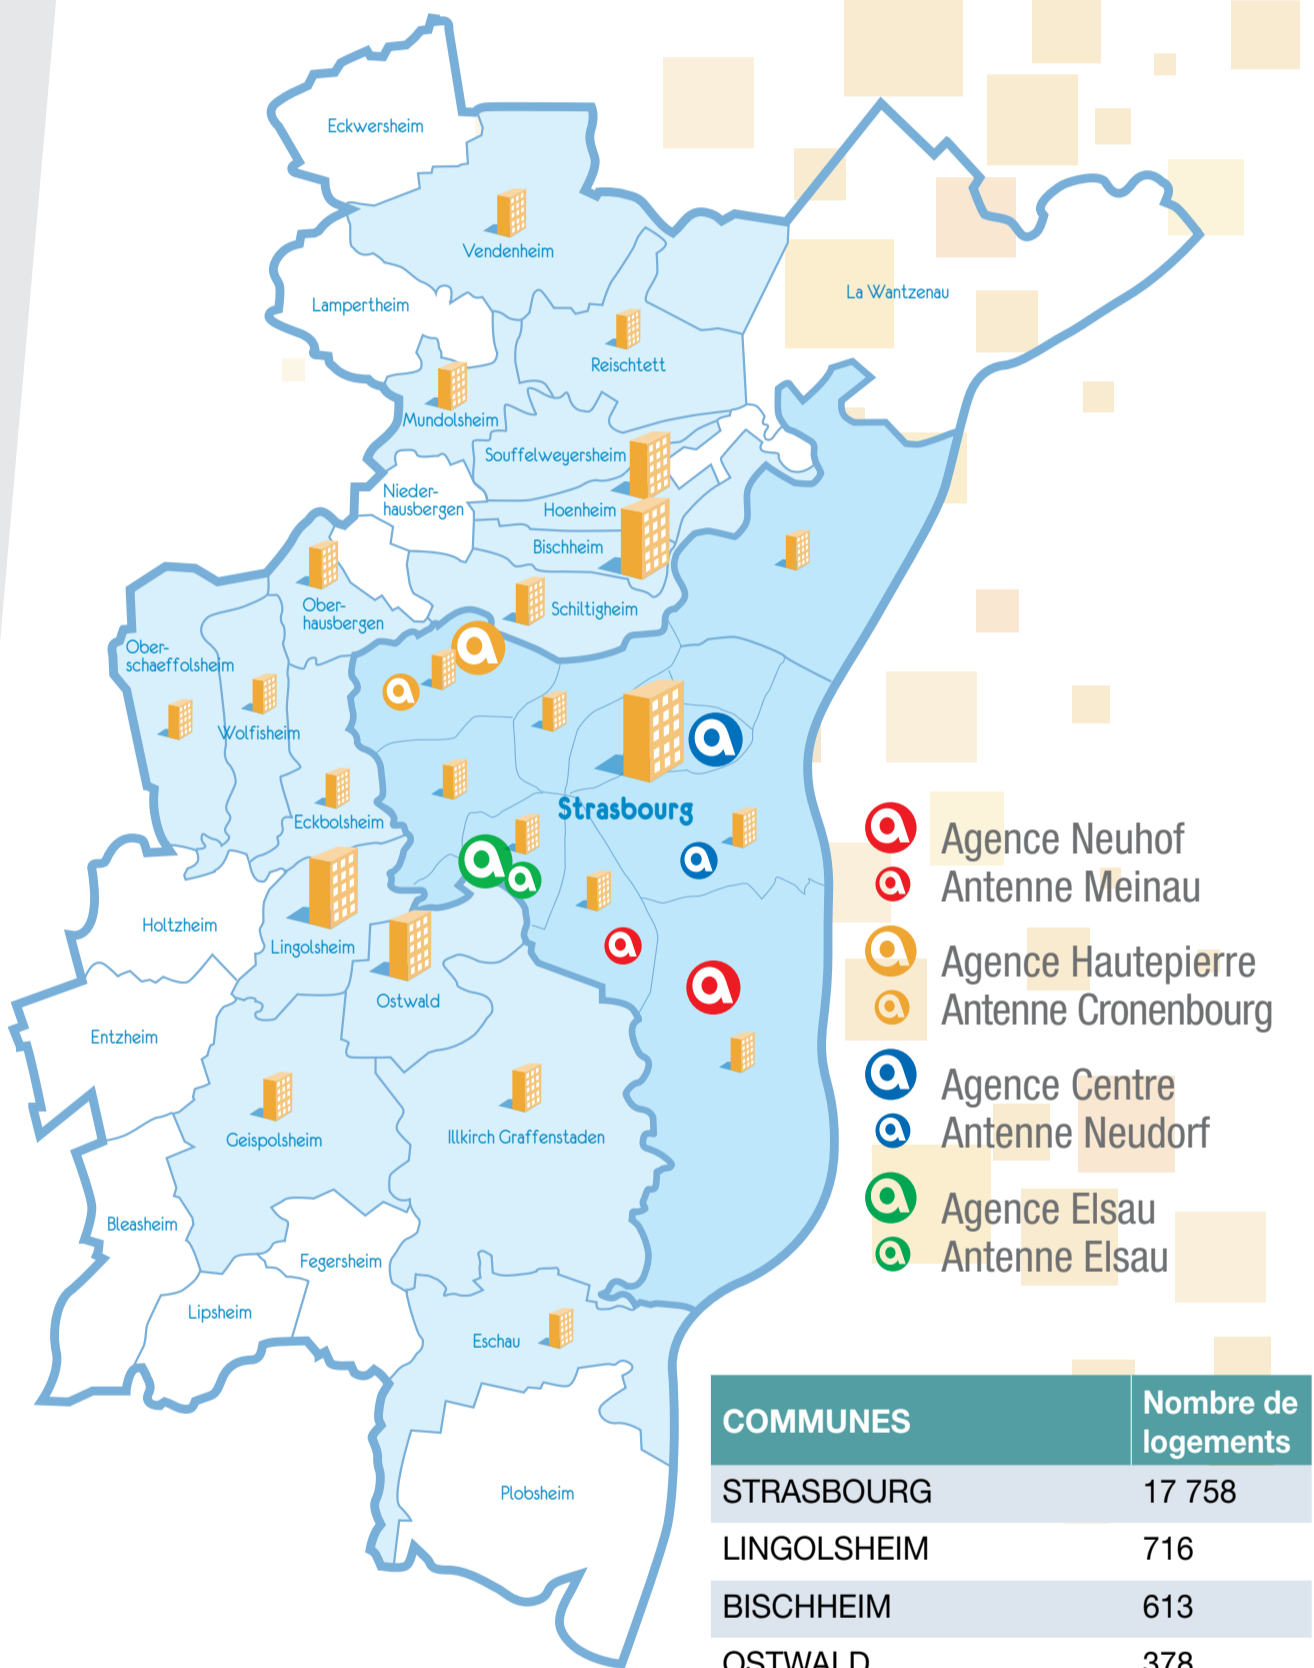 Eckwersheim
Vendenheim
La Wantzenau
Lampertheim
Reischtett
Mundolsheim
Souffelweyersheim
Nieder-
hausbergen
Hoenheim
Bischheim
Ober-
hausbergen
Schiltigheim
Ober-
schaeffolsheim
Wolfisheim
Strasbourg
Eckbolsheim
Holtzheim
Lingolsheim
Ostwald
Entzheim
Geispolsheim
Illkirch Graffenstaden
Bleasheim
Fegersheim
Lipsheim
Eschau
Plobsheim
a Agence Neuhof
a Antenne Meinau
a Agence Hautepierre
a Antenne Cronenbourg
a Agence Centre
a Antenne Neudorf
a Agence Elsau
a Antenne Elsau
COMMUNES Nombre de
logements
STRASBOURG 17 758
LINGOLSHEIM 716
BISCHHEIM 613
OSTWALD 378